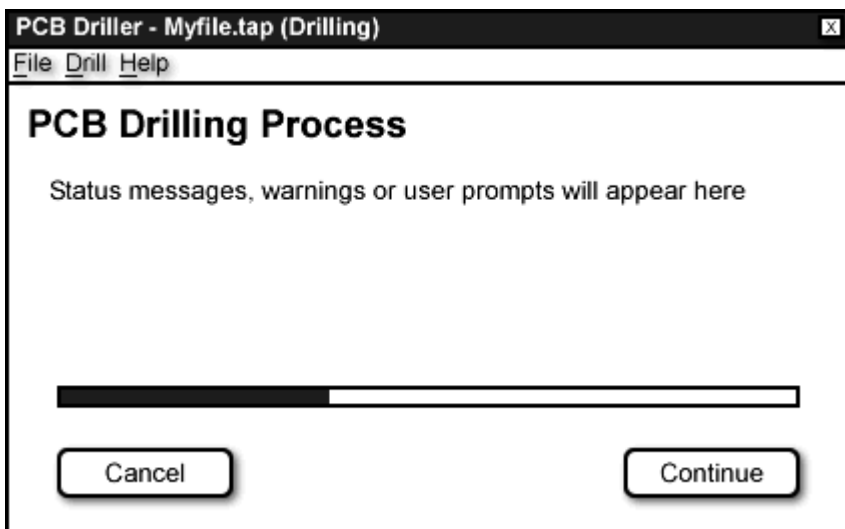 PCB Driller - Myfile.tap (Drilling) X
File Drill Help
PCB Drilling Process
Status messages, warnings or user prompts will appear here
Cancel Continue